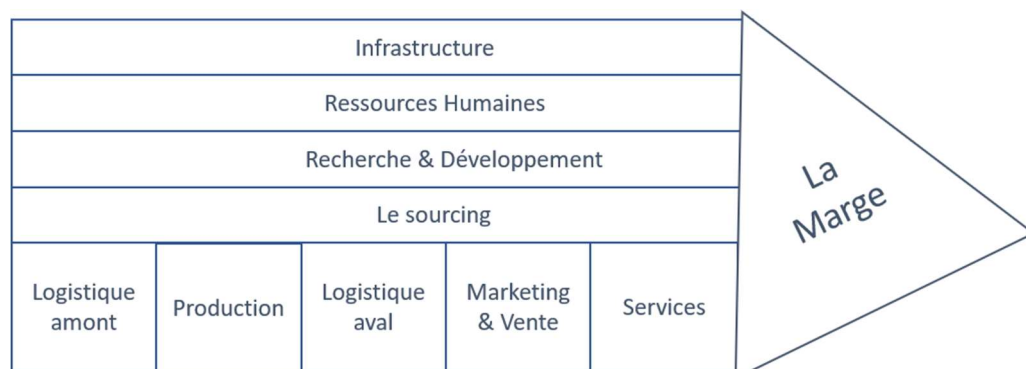 Infrastructure
Ressources Humaines
Recherche & Développement
Le sourcing
Logistique
amont
Production
Logistique
aval
Marketing
& Vente
Services
La
Marge